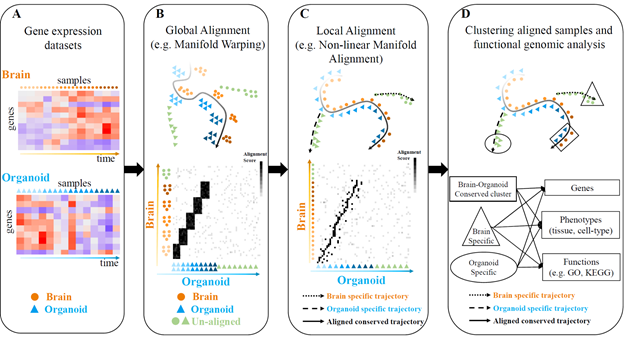 A
Gene expression
datasets
Brain
samples
genes
time
Organoid
samples
genes
time
Brain
Organoid
B
Global Alignment
(e.g. Manifold Warping)
Alignment
Score
Brain
Organoid
Brain
Organoid
Un-aligned
C
Local Alignment
(e.g. Non-linear Manifold
Alignment)
Alignment
Score
Brain
Organoid
Brain specific trajectory
Organoid specific trajectory
Aligned conserved trajectory
D
Clustering aligned samples and
functional genomic analysis
Brain-Organoid
Conserved cluster
Brain
Specific
Organoid
Specific
Genes
Phenotypes
(tissue, cell-type)
Functions
(e.g. GO, KEGG)
Brain specific trajectory
Organoid specific trajectory
Aligned conserved trajectory